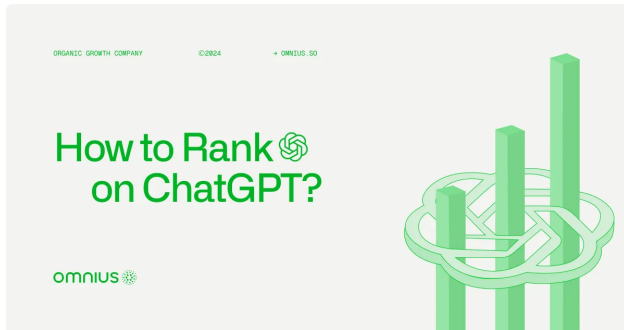 ORGANIC GROWTH COMPANY
©2024
→ OMNIUS.SO
How to Rank
on ChatGPT?
omnius